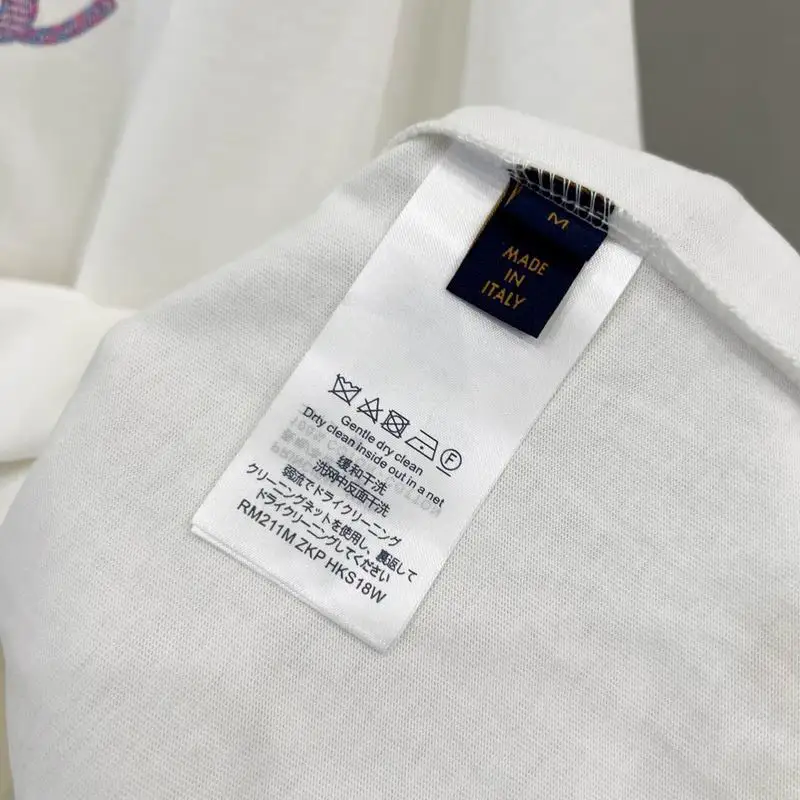 M
MADE
IN
ITALY
F
Gentle dry clean
Drty clean inside out in a net
缓和干洗
洗网中反面干洗
弱流でドライクリーニング
クリーニングネットを使用し、裏返して
ドライクリーニングしてください
RM211M ZKP HKS18W